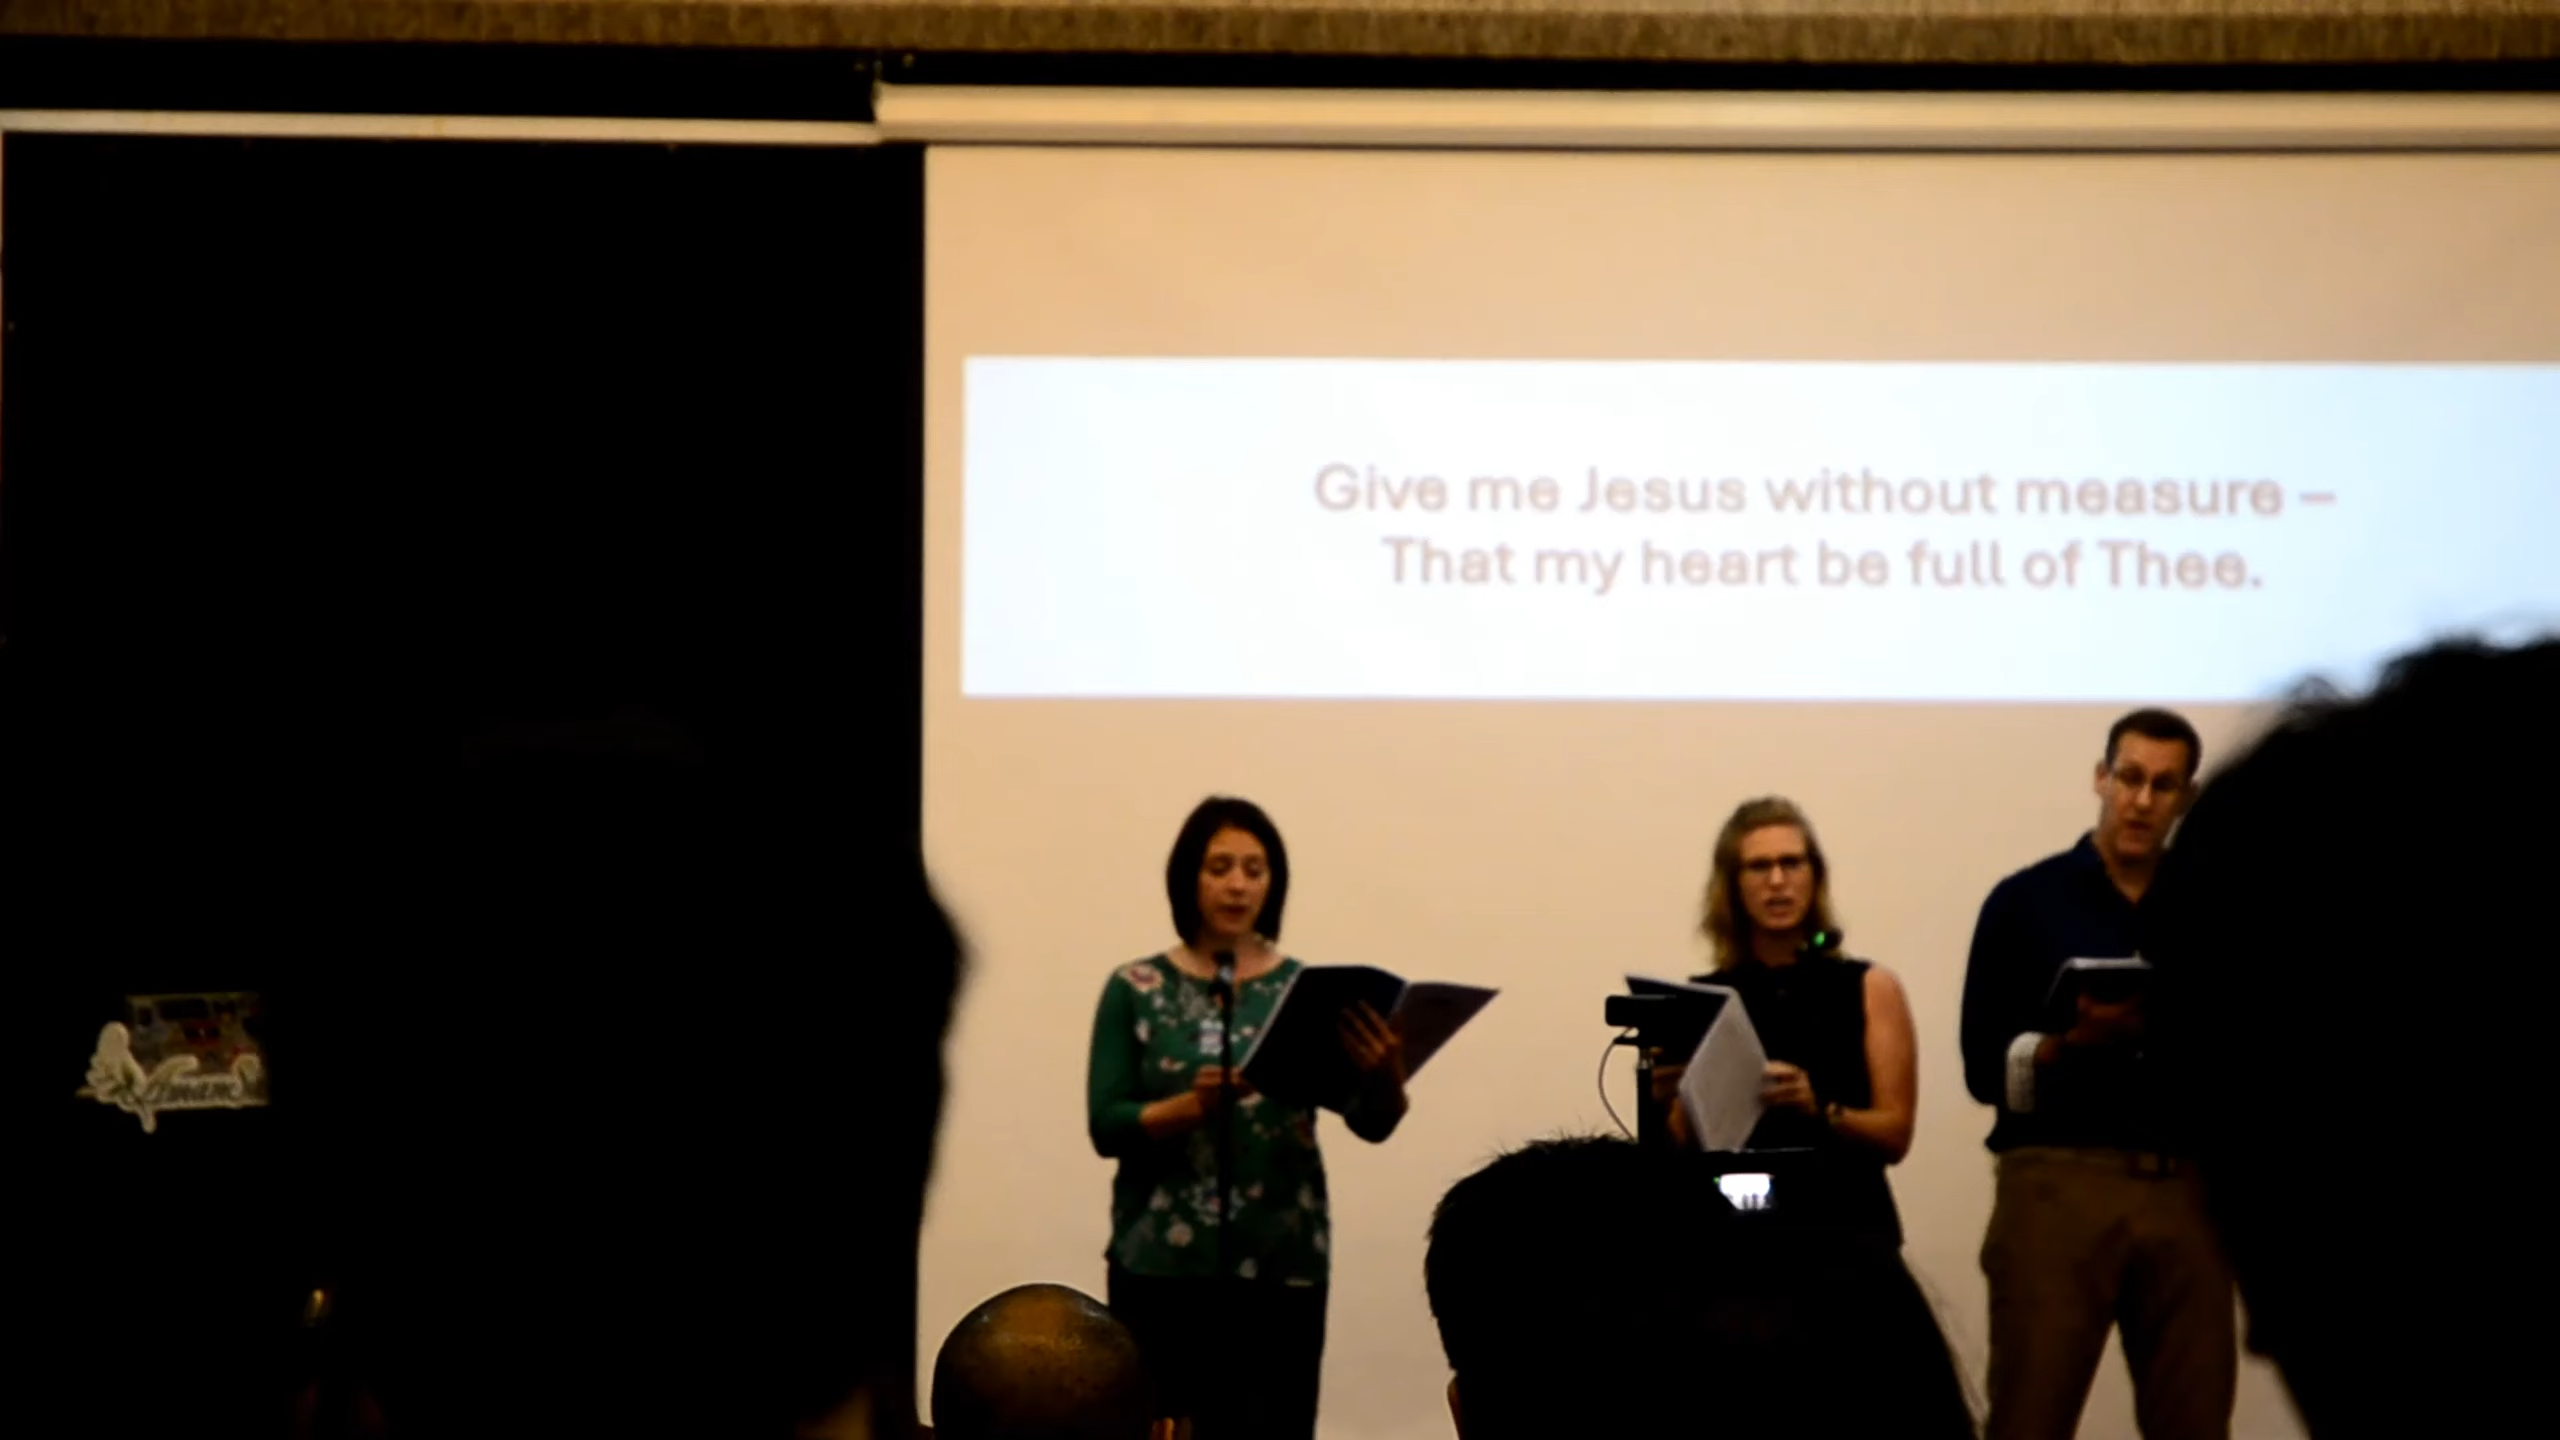 Give me Jesus without measure –
That my heart be full of Thee.